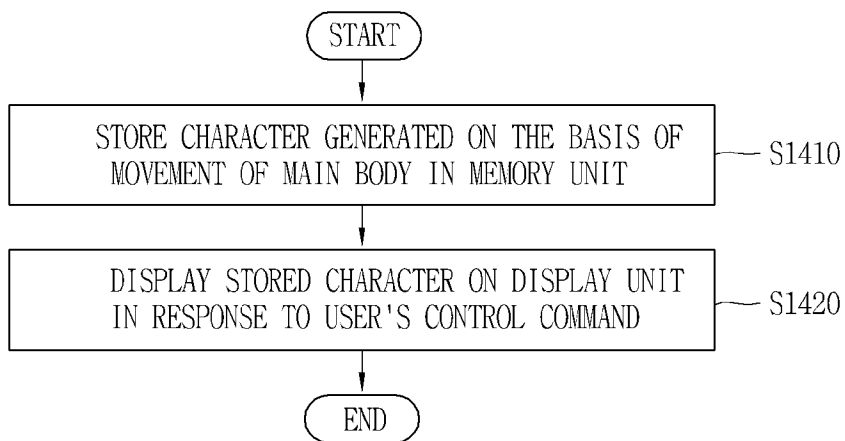 START
STORE CHARACTER GENERATED ON THE BASIS OF
MOVEMENT OF MAIN BODY IN MEMORY UNIT
S1410
DISPLAY STORED CHARACTER ON DISPLAY UNIT
IN RESPONSE TO USER'S CONTROL COMMAND
S1420
END